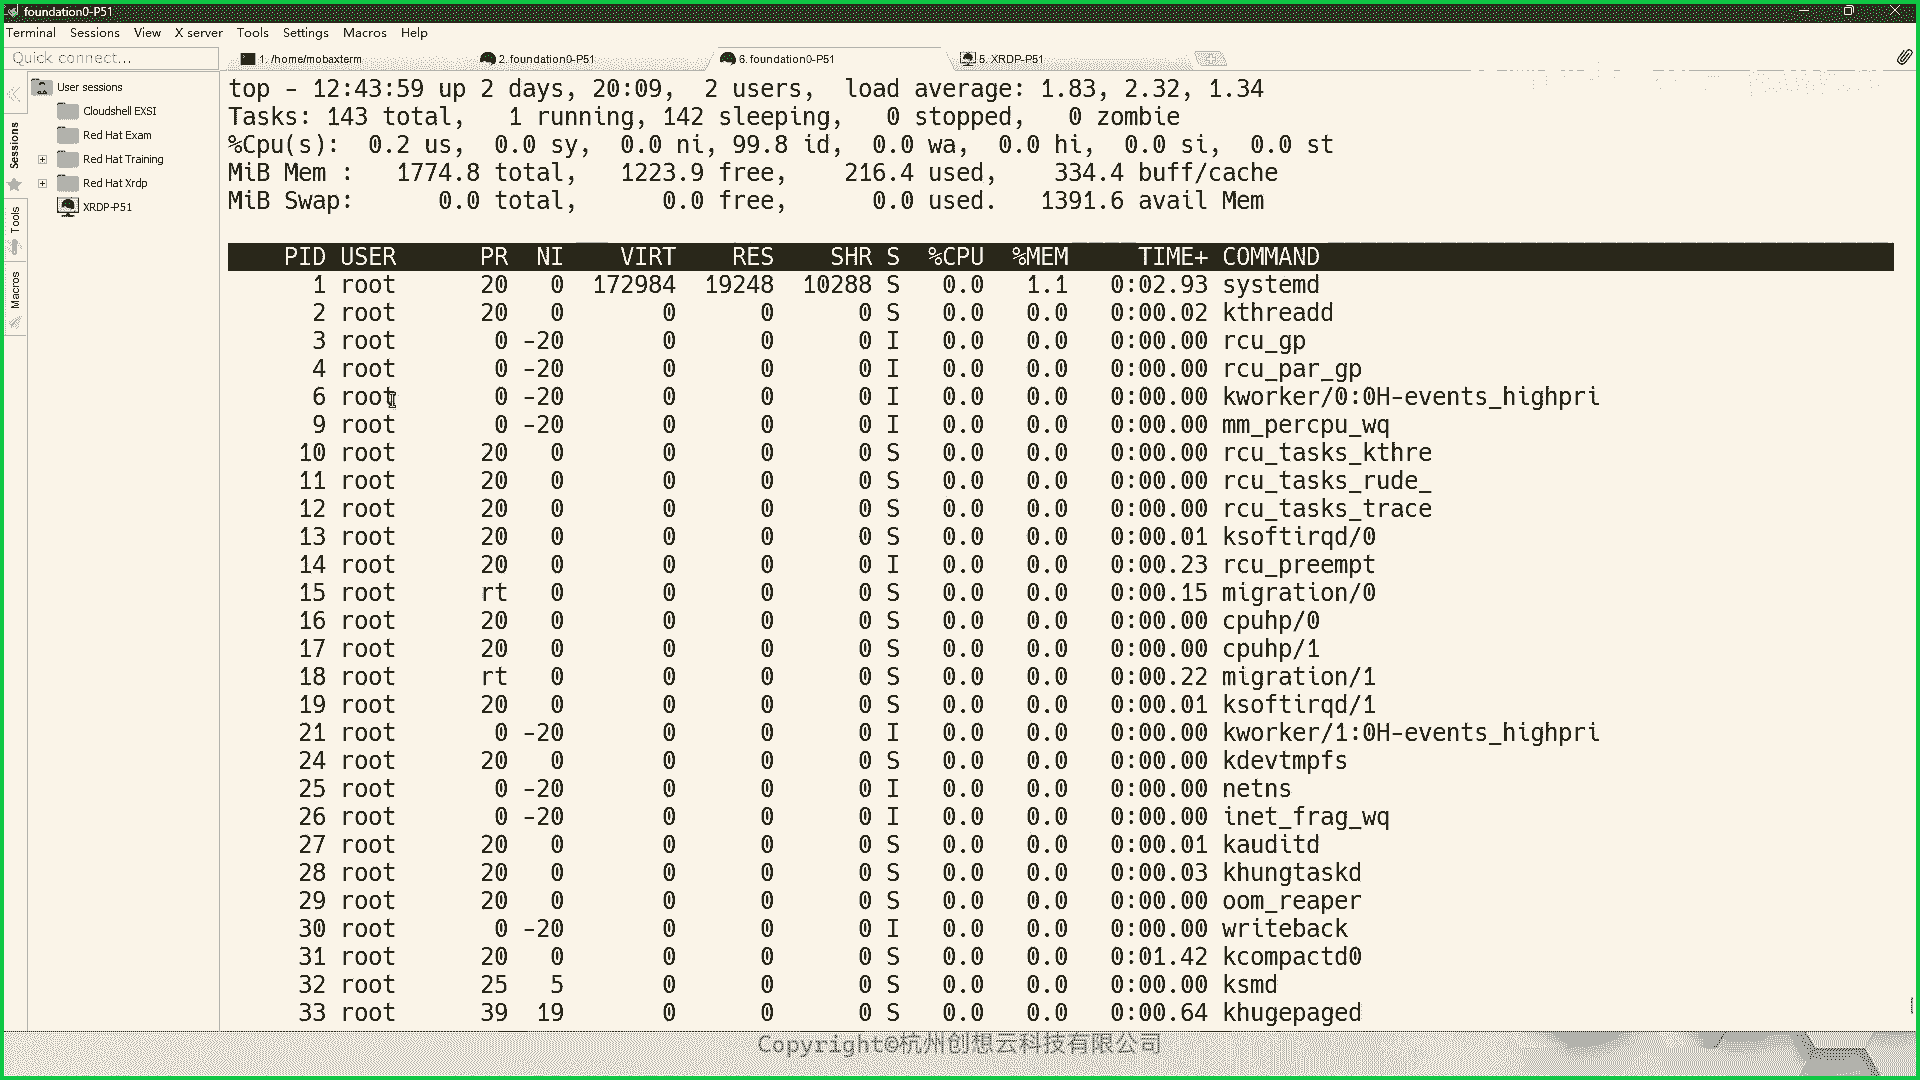 foundation0-P51
Terminal Sessions View X server Tools Settings Macros Help
Quick connect...
1. /home/mobaxterm
2. foundation0-P51
6. foundation0-P51
5. XRDP-P51
Sessions
Tools
Macros
User sessions
Cloudshell EXSI
Red Hat Exam
Red Hat Training
Red Hat Xrdp
XRDP-P51
top - 12:43:59 up 2 days, 20:09,  2 users,  load average: 1.83, 2.32, 1.34
Tasks: 143 total,   1 running, 142 sleeping,   0 stopped,   0 zombie
%Cpu(s):  0.2 us,  0.0 sy,  0.0 ni, 99.8 id,  0.0 wa,  0.0 hi,  0.0 si,  0.0 st
MiB Mem :   1774.8 total,   1223.9 free,    216.4 used,    334.4 buff/cache
MiB Swap:      0.0 total,      0.0 free,      0.0 used.   1391.6 avail Mem
PID USER      PR  NI    VIRT    RES    SHR S  %CPU  %MEM     TIME+ COMMAND
1 root      20   0  172984  19248  10288 S   0.0   1.1   0:02.93 systemd
2 root      20   0       0      0      0 S   0.0   0.0   0:00.02 kthreadd
3 root       0 -20       0      0      0 I   0.0   0.0   0:00.00 rcu_gp
4 root       0 -20       0      0      0 I   0.0   0.0   0:00.00 rcu_par_gp
6 root       0 -20       0      0      0 I   0.0   0.0   0:00.00 kworker/0:0H-events_highpri
9 root       0 -20       0      0      0 I   0.0   0.0   0:00.00 mm_percpu_wq
10 root      20   0       0      0      0 S   0.0   0.0   0:00.00 rcu_tasks_kthre
11 root      20   0       0      0      0 S   0.0   0.0   0:00.00 rcu_tasks_rude_
12 root      20   0       0      0      0 S   0.0   0.0   0:00.00 rcu_tasks_trace
13 root      20   0       0      0      0 S   0.0   0.0   0:00.01 ksoftirqd/0
14 root      20   0       0      0      0 I   0.0   0.0   0:00.23 rcu_preempt
15 root      rt   0       0      0      0 S   0.0   0.0   0:00.15 migration/0
16 root      20   0       0      0      0 S   0.0   0.0   0:00.00 cpuhp/0
17 root      20   0       0      0      0 S   0.0   0.0   0:00.00 cpuhp/1
18 root      rt   0       0      0      0 S   0.0   0.0   0:00.22 migration/1
19 root      20   0       0      0      0 S   0.0   0.0   0:00.01 ksoftirqd/1
21 root       0 -20       0      0      0 I   0.0   0.0   0:00.00 kworker/1:0H-events_highpri
24 root      20   0       0      0      0 S   0.0   0.0   0:00.00 kdevtmpfs
25 root       0 -20       0      0      0 I   0.0   0.0   0:00.00 netns
26 root       0 -20       0      0      0 I   0.0   0.0   0:00.00 inet_frag_wq
27 root      20   0       0      0      0 S   0.0   0.0   0:00.01 kauditd
28 root      20   0       0      0      0 S   0.0   0.0   0:00.03 khungtaskd
29 root      20   0       0      0      0 S   0.0   0.0   0:00.00 oom_reaper
30 root       0 -20       0      0      0 I   0.0   0.0   0:00.00 writeback
31 root      20   0       0      0      0 S   0.0   0.0   0:01.42 kcompactd0
32 root      25   5       0      0      0 S   0.0   0.0   0:00.00 ksmd
33 root      39  19       0      0      0 S   0.0   0.0   0:00.64 khugepaged
Copyright©杭州创想云科技有限公司